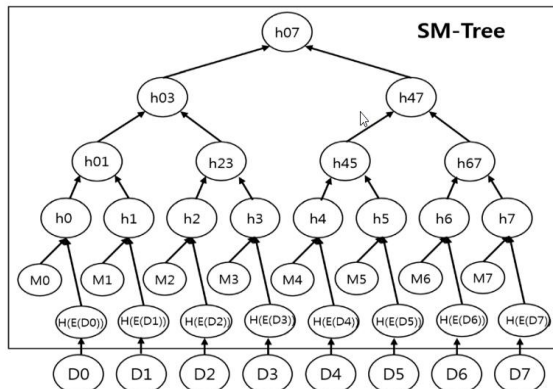 h07 SM-Tree
h03 h47
h01 h23 h45 h67
h0 h1 h2 h3 h4 h5 h6 h7
M0 M1 M2 M3 M4 M5 M6 M7
H(E(D0)) H(E(D1)) H(E(D2)) H(E(D3)) H(E(D4)) H(E(D5)) H(E(D6)) H(E(D7))
D0 D1 D2 D3 D4 D5 D6 D7